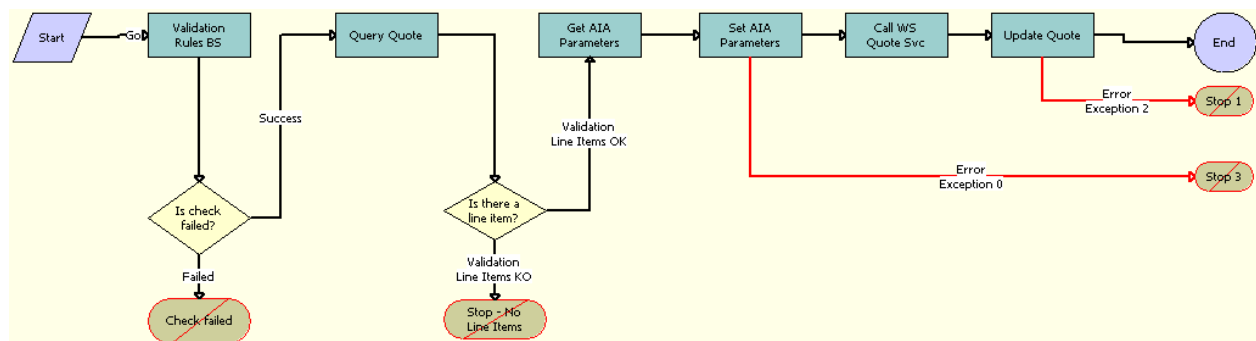 Start
Go
Validation
Rules BS
Query Quote
Get AIA
Parameters
Set AIA
Parameters
Call WS
Quote Svc
Update Quote
End
Error
Exception 2
Stop 1
Success
Validation
Line Items OK
Error
Exception 0
Stop 3
Is check
failed?
Is there a
line item?
Failed
Validation
Line Items KO
Check failed
Stop - No
Line Items